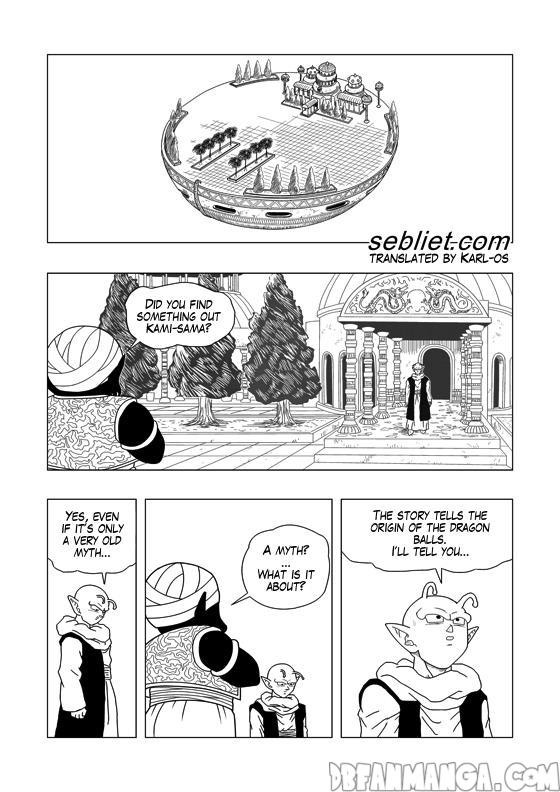 sebliet.com
TRANSLATED BY KARL-OS
DID YOU FIND
SOMETHING OUT
KAMI-SAMA?
YES, EVEN
IF IT'S ONLY
A VERY OLD
MYTH...
A MYTH?
...
WHAT IS IT
ABOUT?
THE STORY TELLS THE
ORIGIN OF THE DRAGON
BALLS.
I'LL TELL YOU...
DBFANMANGA.COM